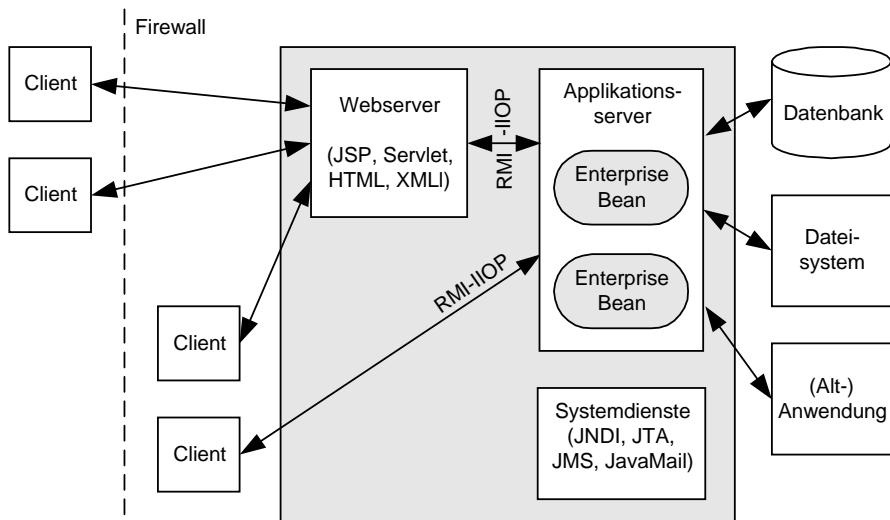 Firewall
Client
Client
Client
Client
Webserver
(JSP, Servlet,
HTML, XMLl)
RMI -IIOP
RMI-IIOP
Applikations-
server
Enterprise
Bean
Enterprise
Bean
Systemdienste
(JNDI, JTA,
JMS, JavaMail)
Datenbank
Datei-
system
(Alt-)
Anwendung